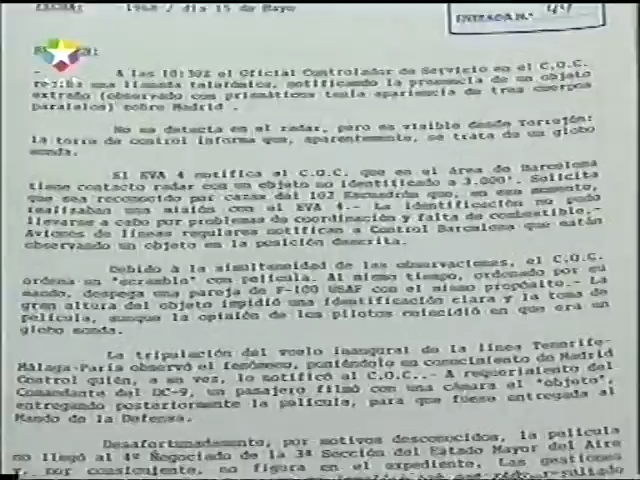 FECHA: 1968 / día 15 de Mayo
ENTRADA N.° 44
A las 10:30Z el Oficial Controlador de Servicio en el C.O.C.
recibía una llamada telefónica, notificando la presencia de un objeto
extraño (observado con prismáticos tenía apariencia de tres cuerpos
paralelos) sobre Madrid .
No se detecta en el radar, pero es visible desde Torrejón;
la torre de control informa que, aparentemente, se trata de un globo
sonda.
El EVA 4 notifica al C.O.C. que en el área de Barcelona
tiene contacto radar con un objeto no identificado a 3.000'. Solicita
que sea reconocido por cazas del 102 Escuadrón que, en ese momento,
realizaban una misión con el EVA 4.- La identificación no pudo
llevarse a cabo por problemas de coordinación y falta de combustible.-
Aviones de líneas regulares notifican a Control Barcelona que están
observando un objeto en la posición descrita.
Debido a la simultaneidad de las observaciones, el C.O.C.
ordena un "scramble" con película. Al mismo tiempo, ordenado por su
mando, despega una pareja de F-100 USAF con el mismo propósito.- La
gran altura del objeto impidió una identificación clara y la toma de
película, aunque la opinión de los pilotos coincidió en que era un
globo sonda.
La tripulación del vuelo inaugural de la línea Tenerife-
Málaga-París observó el fenómeno, poniéndolo en conocimiento de Madrid
Control quién, a su vez, lo notificó al C.O.C.- A requerimiento del
Comandante del DC-9, un pasajero filmó con una cámara el "objeto",
entregando posteriormente la película, para que fuese entregada al
Mando de la Defensa.
Desafortunadamente, por motivos desconocidos, la película
no llegó al 4º Negociado de la 3ª Sección del Estado Mayor del Aire
y, por consiguiente, no figura en el expediente. Las gestiones